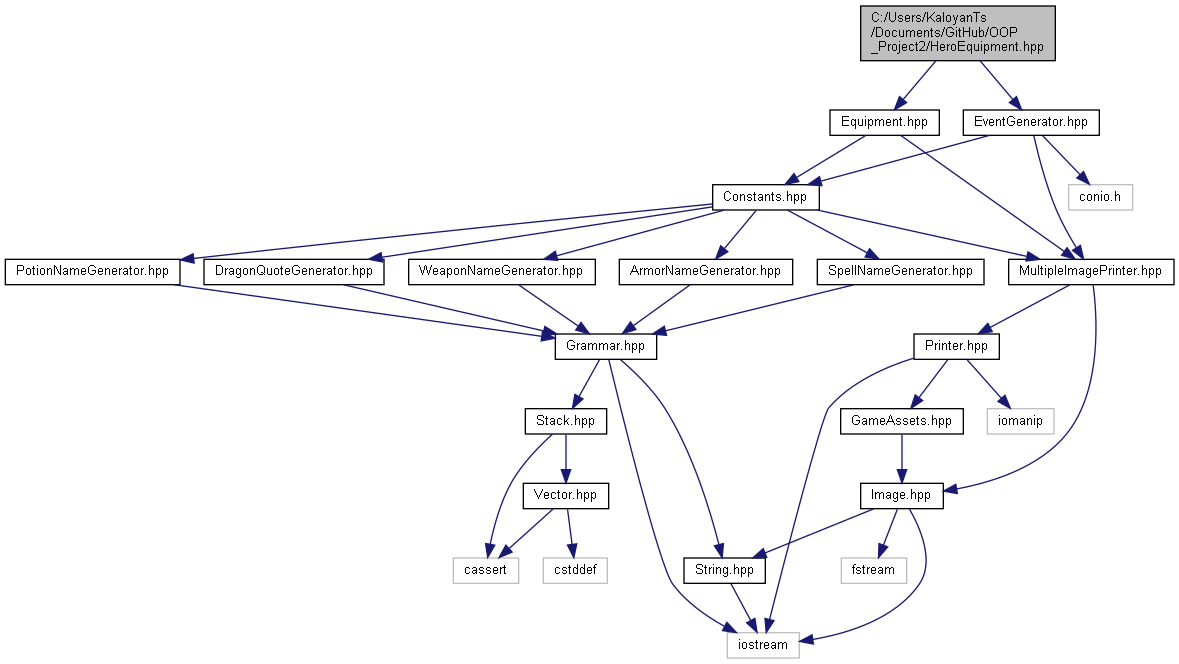 C:/Users/KaloyanTs
/Documents/GitHub/OOP
_Project2/HeroEquipment.hpp
Equipment.hpp
EventGenerator.hpp
Constants.hpp
conio.h
PotionNameGenerator.hpp
DragonQuoteGenerator.hpp
WeaponNameGenerator.hpp
ArmorNameGenerator.hpp
SpellNameGenerator.hpp
MultipleImagePrinter.hpp
Grammar.hpp
Printer.hpp
Stack.hpp
GameAssets.hpp
iomanip
Vector.hpp
Image.hpp
cassert
cstddef
String.hpp
fstream
iostream